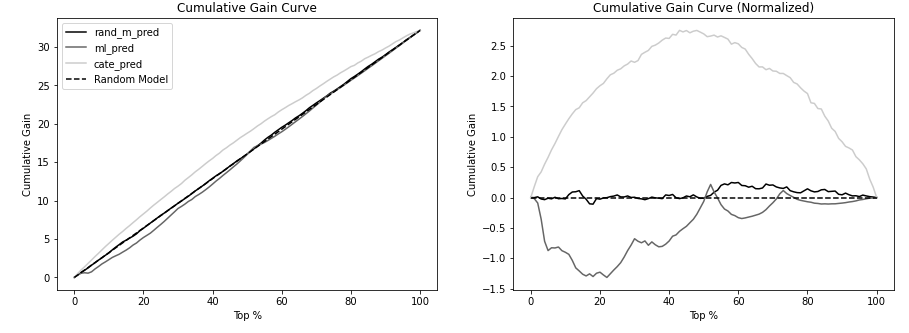 Cumulative Gain Curve
rand_m_pred
ml_pred
cate_pred
Random Model
Cumulative Gain
30
25
20
15
10
5
0
0 20 40 60 80 100
Top %
Cumulative Gain Curve (Normalized)
Cumulative Gain
2.5
2.0
1.5
1.0
0.5
0.0
−0.5
−1.0
−1.5
0 20 40 60 80 100
Top %